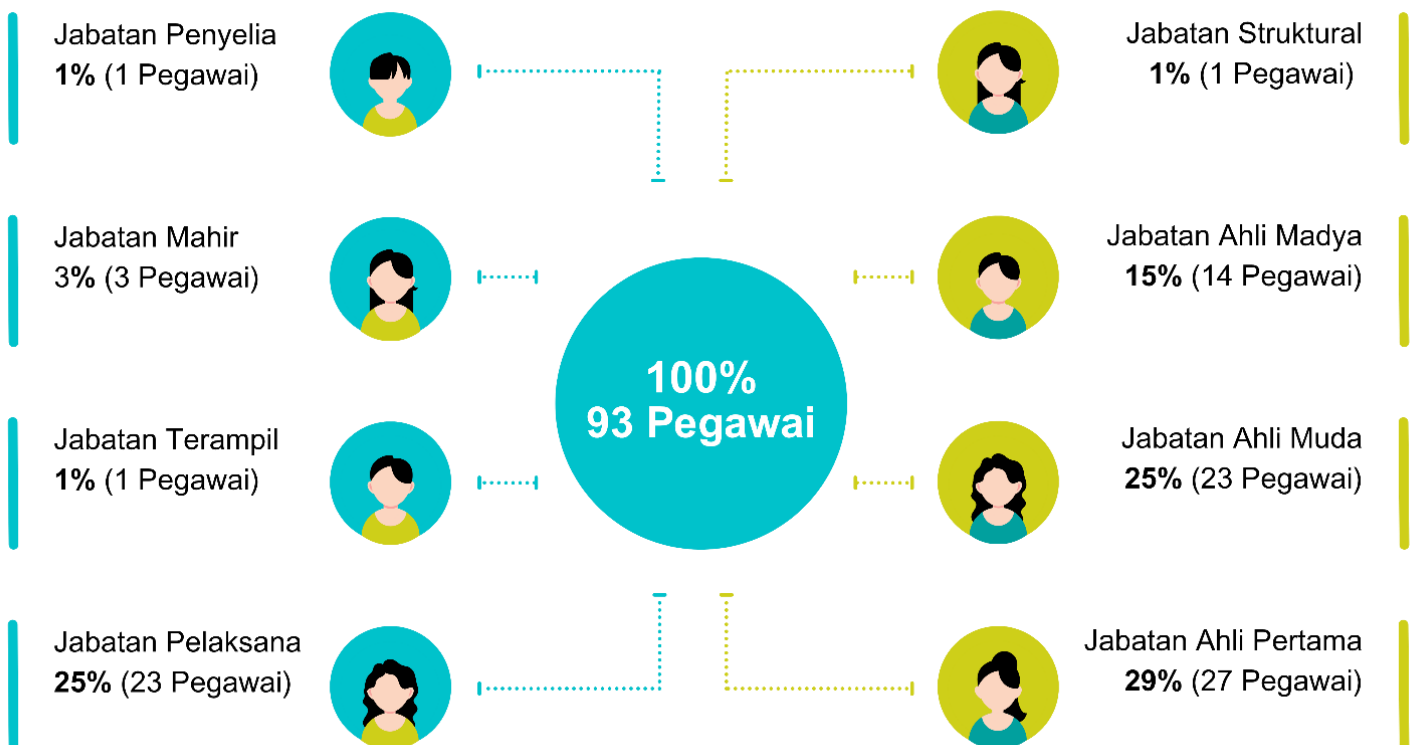 Jabatan Penyelia
1% (1 Pegawai)
Jabatan Mahir
3% (3 Pegawai)
Jabatan Terampil
1% (1 Pegawai)
Jabatan Pelaksana
25% (23 Pegawai)
100%
93 Pegawai
Jabatan Struktural
1% (1 Pegawai)
Jabatan Ahli Madya
15% (14 Pegawai)
Jabatan Ahli Muda
25% (23 Pegawai)
Jabatan Ahli Pertama
29% (27 Pegawai)